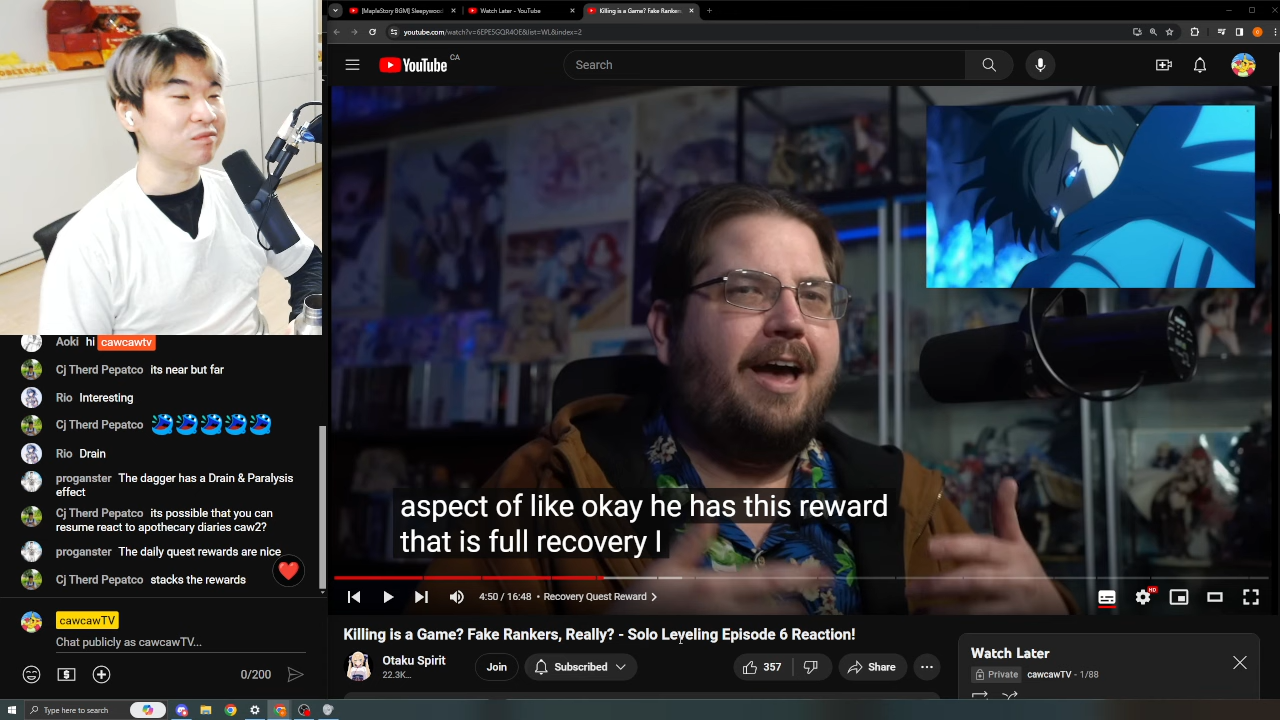 [MapleStory BGM] Sleepywood
Watch Later - YouTube
Killing is a Game? Fake Rankers,
youtube.com/watch?v=6EPE5GQR4OE&list=WL&index=2
YouTube CA
Search
Aoki hi cawcawtv
Cj Therd Pepatco its near but far
Rio Interesting
Cj Therd Pepatco
Rio Drain
proganster The dagger has a Drain & Paralysis
effect
Cj Therd Pepatco its possible that you can
resume react to apothecary diaries caw2?
proganster The daily quest rewards are nice
Cj Therd Pepatco stacks the rewards
cawcawTV
Chat publicly as cawcawTV...
0/200
aspect of like okay he has this reward
that is full recovery I
4:50 / 16:48 • Recovery Quest Reward
HD
Killing is a Game? Fake Rankers, Really? - Solo Leveling Episode 6 Reaction!
Otaku Spirit
22.3K...
Join
Subscribed
357
Share
Watch Later
Private cawcawTV - 1/88
Type here to search